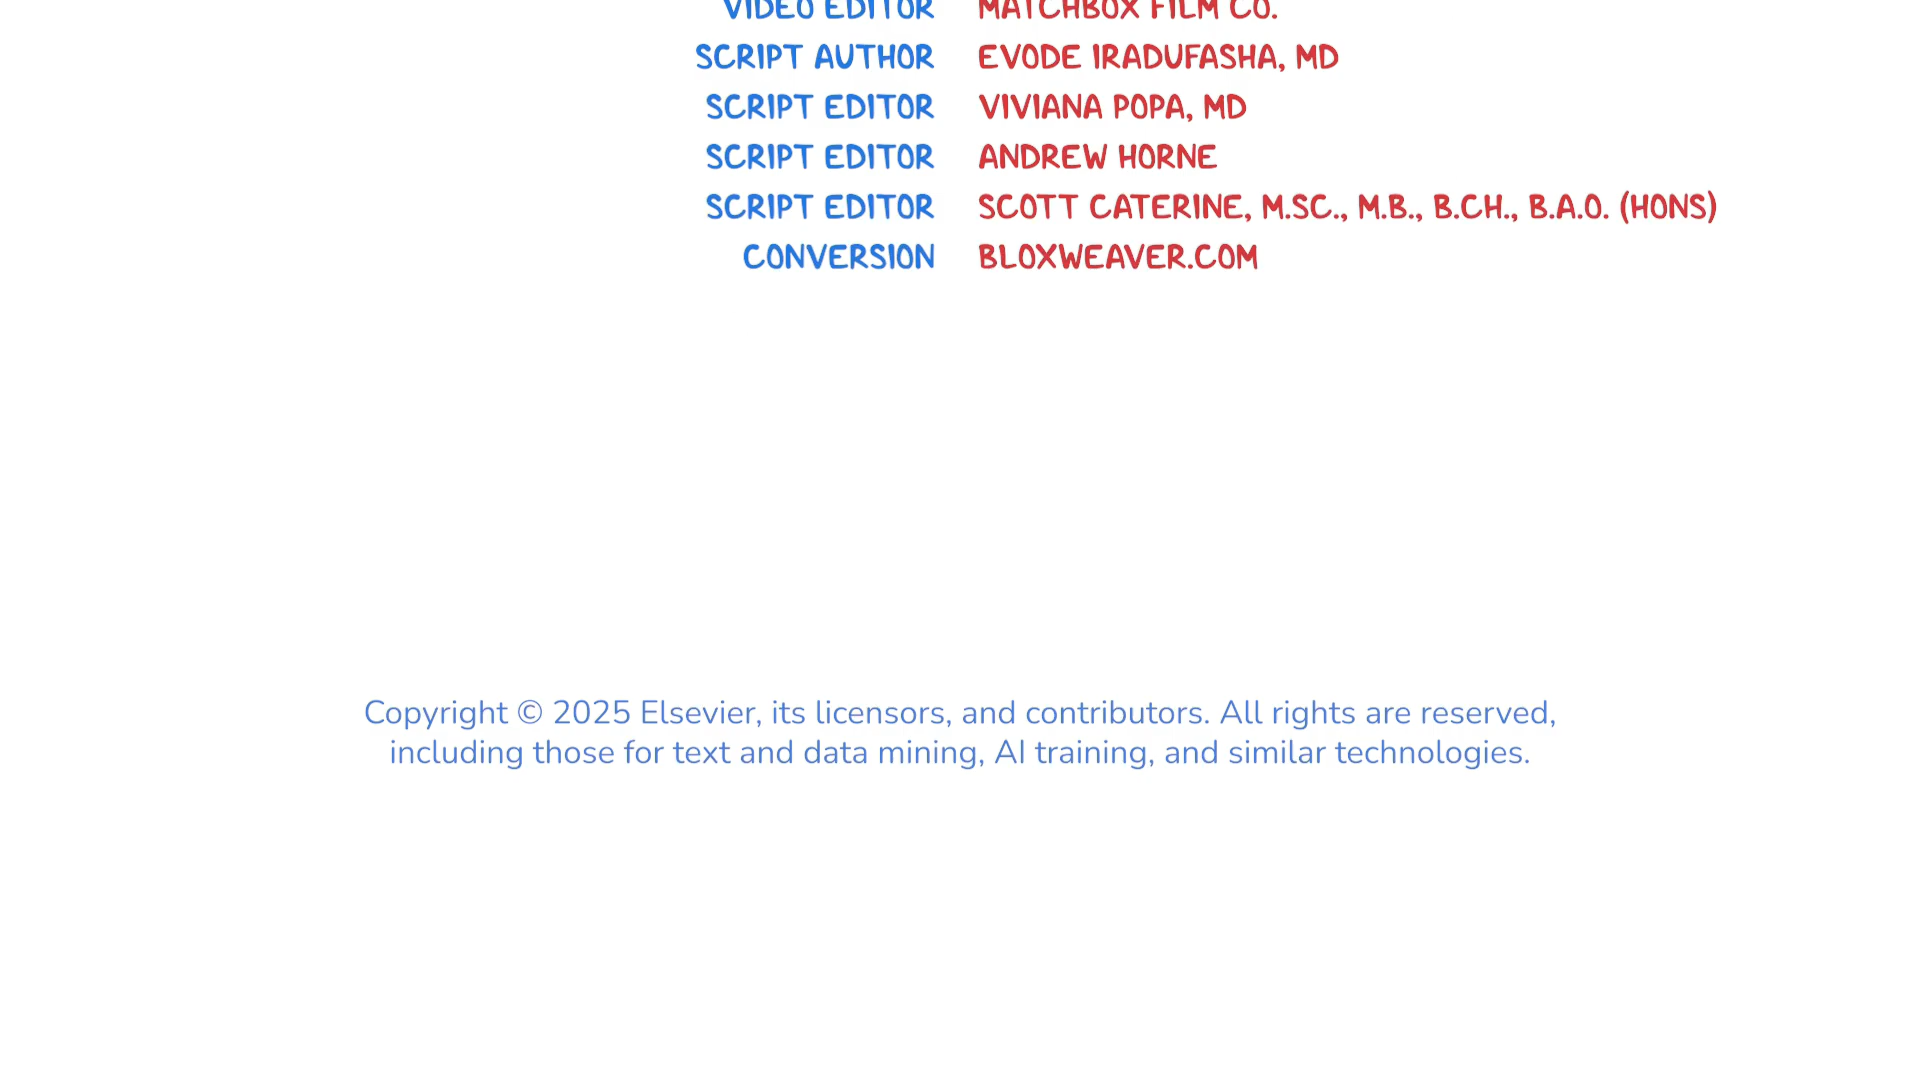 VIDEO EDITOR MATCHBOX FILM CO.
SCRIPT AUTHOR EVODE IRADUFASHA, MD
SCRIPT EDITOR VIVIANA POPA, MD
SCRIPT EDITOR ANDREW HORNE
SCRIPT EDITOR SCOTT CATERINE, M.SC., M.B., B.CH., B.A.O. (HONS)
CONVERSION BLOXWEAVER.COM
Copyright © 2025 Elsevier, its licensors, and contributors. All rights are reserved,
including those for text and data mining, AI training, and similar technologies.